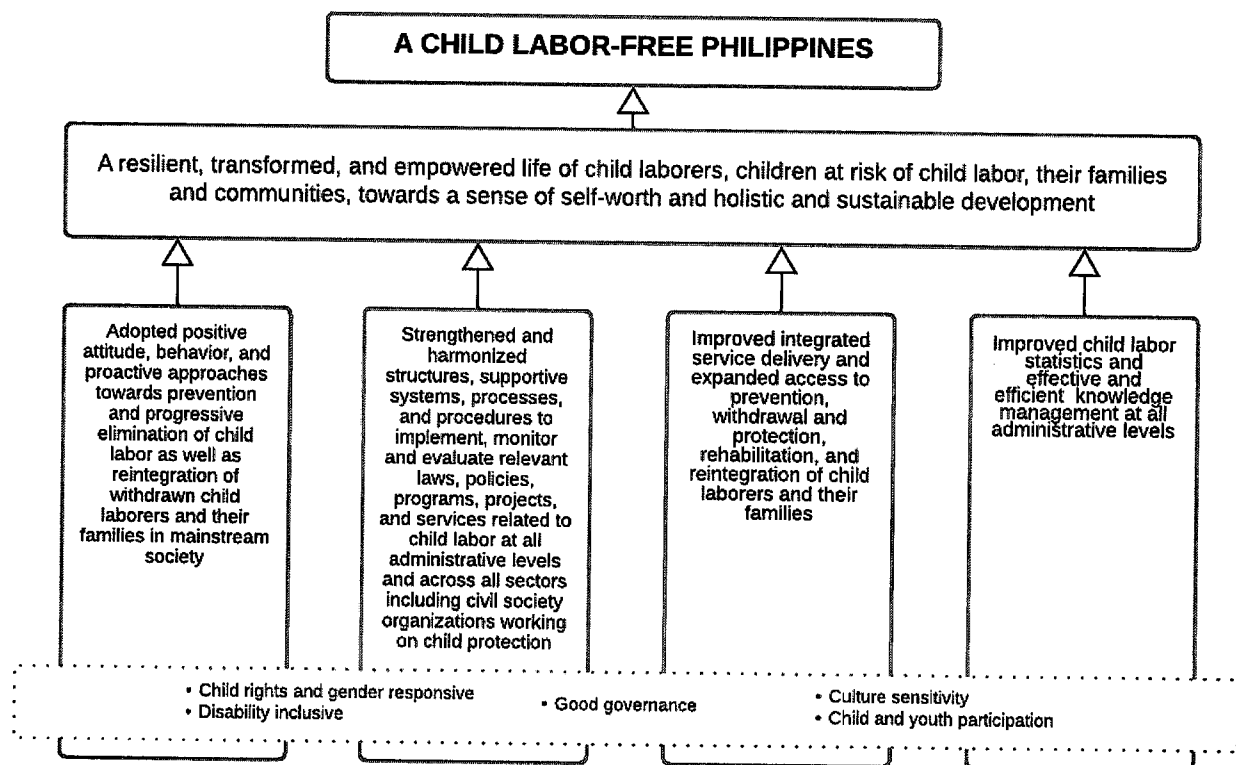 A CHILD LABOR-FREE PHILIPPINES
A resilient, transformed, and empowered life of child laborers, children at risk of child labor, their families
and communities, towards a sense of self-worth and holistic and sustainable development
Adopted positive
attitude, behavior, and
proactive approaches
towards prevention
and progressive
elimination of child
labor as well as
reintegration of
withdrawn child
laborers and their
families in mainstream
society
Strengthened and
harmonized
structures, supportive
systems, processes,
and procedures to
implement, monitor
and evaluate relevant
laws, policies,
programs, projects,
and services related to
child labor at all
administrative levels
and across all sectors
including civil society
organizations working
on child protection
Improved integrated
service delivery and
expanded access to
prevention,
withdrawal and
protection,
rehabilitation, and
reintegration of child
laborers and their
families
Improved child labor
statistics and
effective and
efficient knowledge
management at all
administrative levels
• Child rights and gender responsive
• Disability inclusive
• Good governance
• Culture sensitivity
• Child and youth participation